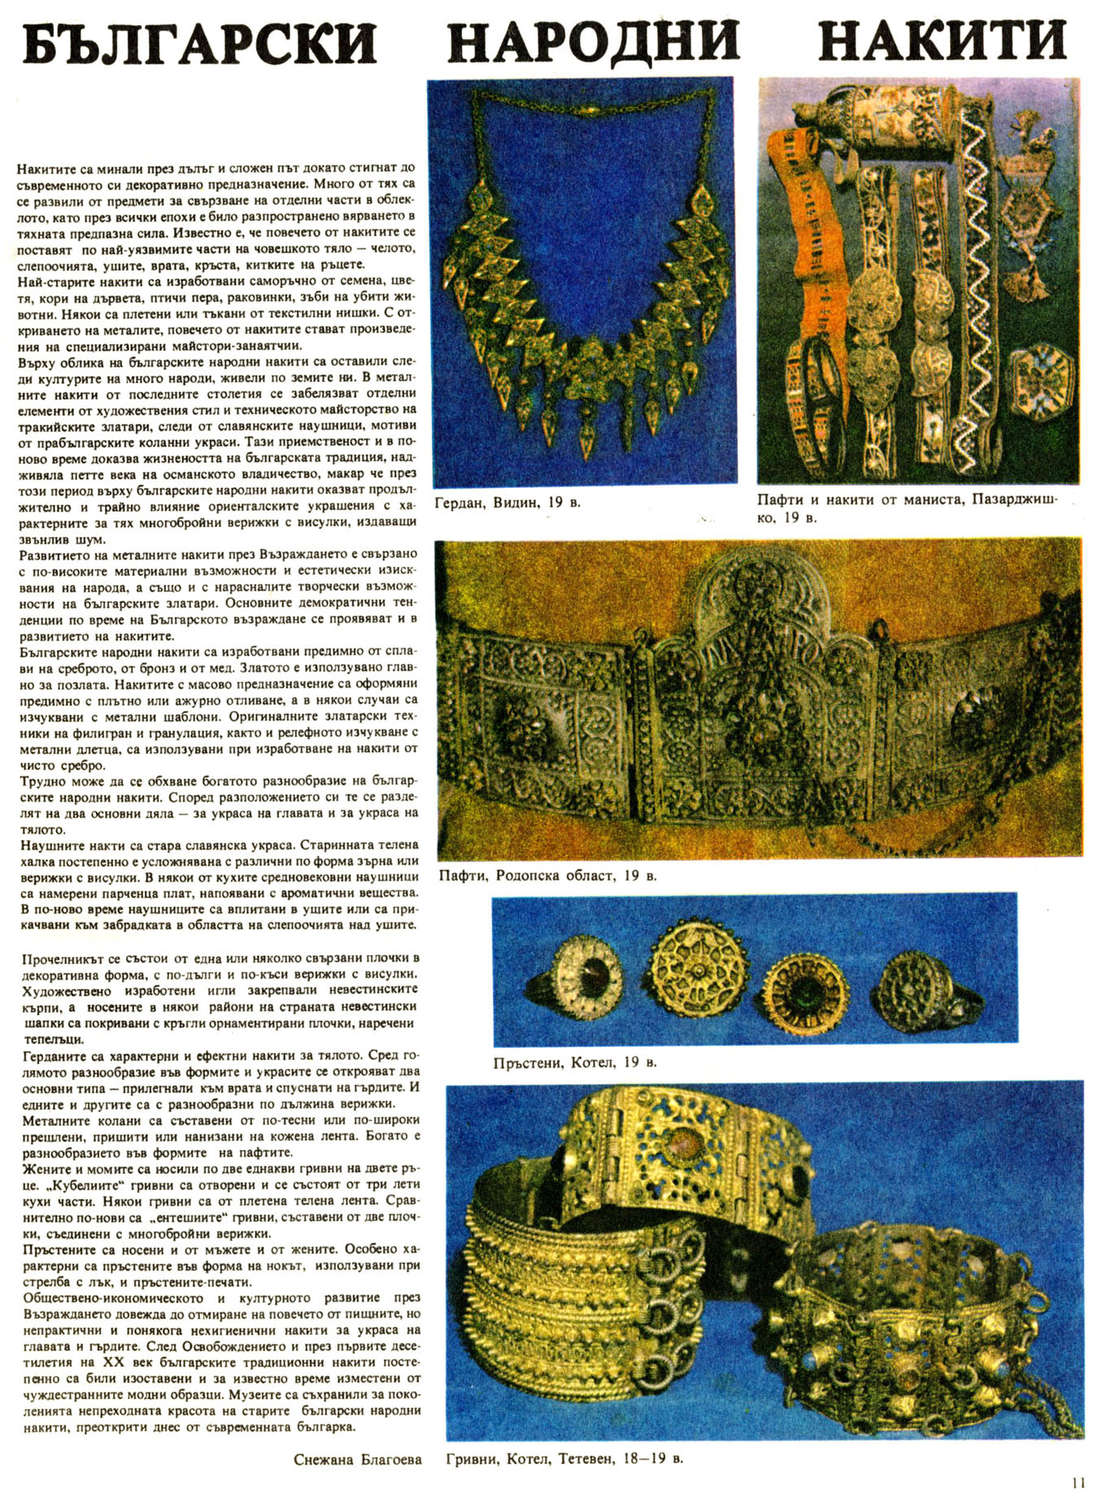 БЪЛГАРСКИ НАРОДНИ НАКИТИ
Накитите са минали през дълъг и сложен път докато стигнат до
съвременното си декоративно предназначение. Много от тях са
се развили от предмети за свързване на отделни части в облек-
лото, като през всички епохи е било разпространено вярването в
тяхната предпазна сила. Известно е, че повечето от накитите се
поставят по най-уязвимите части на човешкото тяло — челото,
слепоочията, ушите, врата, кръста, китките на ръцете.
Най-старите накити са изработвани саморъчно от семена, цве-
тя, кори на дървета, птичи пера, раковинки, зъби на убити жи-
вотни. Някои са плетени или тъкани от текстилни нишки. С от-
криването на металите, повечето от накитите стават произведе-
ния на специализирани майстори-занаятчии.
Върху облика на българските народни накити са оставили сле-
ди културите на много народи, живели по земите ни. В метал-
ните накити от последните столетия се забелязват отделни
елементи от художествения стил и техническото майсторство на
тракийските златари, следи от славянските наушници, мотиви
от прабългарските коланни украси. Тази приемственост и в по-
ново време доказва жизнеността на българската традиция, над-
живяла петте века на османското владичество, макар че през
този период върху българските народни накити оказват продъл-
жително и трайно влияние ориенталските украшения с ха-
рактерните за тях многобройни верижки с висулки, издаващи
звънлив шум.
Развитието на металните накити през Възраждането е свързано
с по-високите материални възможности и естетически изиск-
вания на народа, а също и с нарасналите творчески възмож-
ности на българските златари. Основните демократични тен-
денции по време на Българското възраждане се проявяват и в
развитието на накитите.
Българските народни накити са изработвани предимно от спла-
ви на среброто, от бронз и от мед. Златото е използувано глав-
но за позлата. Накитите с масово предназначение са оформяни
предимно с плътно или ажурно отливане, а в някои случаи са
изчуквани с метални шаблони. Оригиналните златарски тех-
ники на филигран и гранулация, както и релефното изчукване с
метални длетца, са използувани при изработване на накити от
чисто сребро.
Трудно може да се обхване богатото разнообразие на българ-
ските народни накити. Според разположението си те се разде-
лят на два основни дяла — за украса на главата и за украса на
тялото.
Наушните накти са стара славянска украса. Старинната телена
халка постепенно е усложнявана с различни по форма зърна или
верижки с висулки. В някои от кухите средновековни наушници
са намерени парченца плат, напоявани с ароматични вещества.
В по-ново време наушниците са вплитани в ушите или са при-
качвани към забрадката в областта на слепоочията над ушите.
Прочелникът се състои от една или няколко свързани плочки в
декоративна форма, с по-дълги и по-къси верижки с висулки.
Художествено изработени игли закрепвали невестинските
кърпи, а носените в някои райони на страната невестински
шапки са покривани с кръгли орнаментирани плочки, наречени
тепелъци.
Герданите са характерни и ефектни накити за тялото. Сред го-
лямото разнообразие във формите и украсите се открояват два
основни типа — прилегнали към врата и спуснати на гърдите. И
едните и другите са с разнообразни по дължина верижки.
Металните колани са съставени от по-тесни или по-широки
прешлени, пришити или нанизани на кожена лента. Богато е
разнообразието във формите на пафтите.
Жените и момите са носили по две еднакви гривни на двете ръ-
це. „Кубелиите“ гривни са отворени и се състоят от три лети
кухи части. Някои гривни са от плетена телена лента. Срав-
нително по-нови са „ентешиите“ гривни, съставени от две плоч-
ки, съединени с многобройни верижки.
Пръстените са носени и от мъжете и от жените. Особено ха-
рактерни са пръстените във форма на нокът, използувани при
стрелба с лък, и пръстените-печати.
Обществено-икономическото и културното развитие през
Възраждането довежда до отмиране на повечето от пищните, но
непрактични и понякога нехигиенични накити за украса на
главата и гърдите. След Освобождението и през първите десе-
тилетия на XX век българските традиционни накити посте-
пенно са били изоставени и за известно време изместени от
чуждестранните модни образци. Музеите са съхранили за поко-
ленията непреходната красота на старите български народни
накити, преоткрити днес от съвременната българка.
Снежана Благоева
Гердан, Видин, 19 в.
Пафти и накити от маниста, Пазарджиш-
ко, 19 в.
Пафти, Родопска област, 19 в.
Пръстени, Котел, 19 в.
Гривни, Котел, Тетевен, 18—19 в.
11